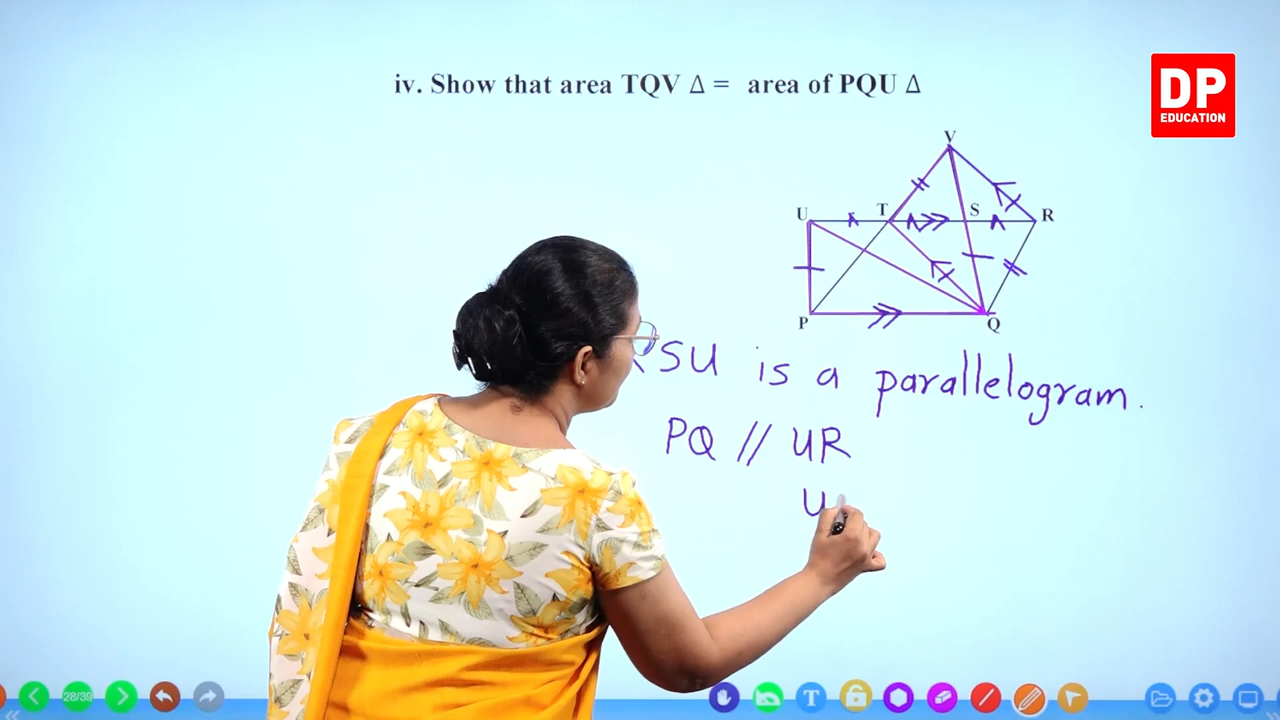 iv. Show that area TQV Δ = area of PQU Δ
DP
EDUCATION
V
U T S R
P Q
SU is a parallelogram.
PQ // UR
U
28/39
T